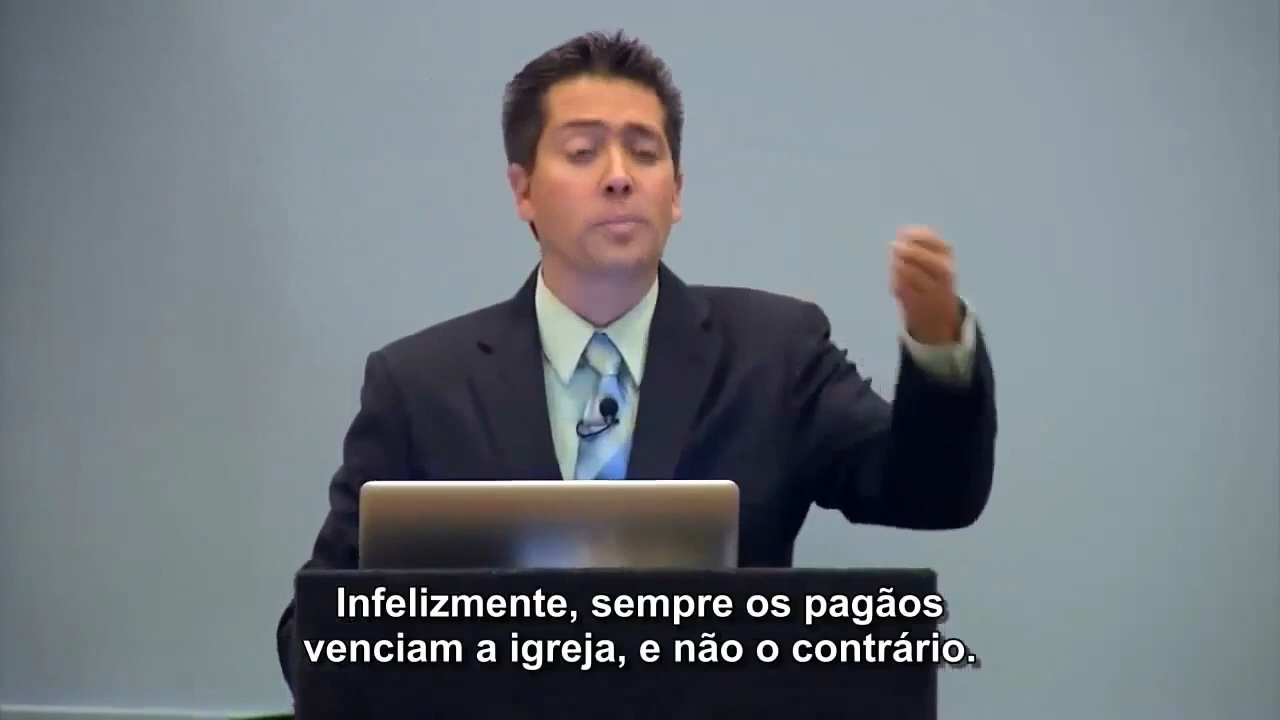 Infelizmente, sempre os pagãos
venciam a igreja, e não o contrário.